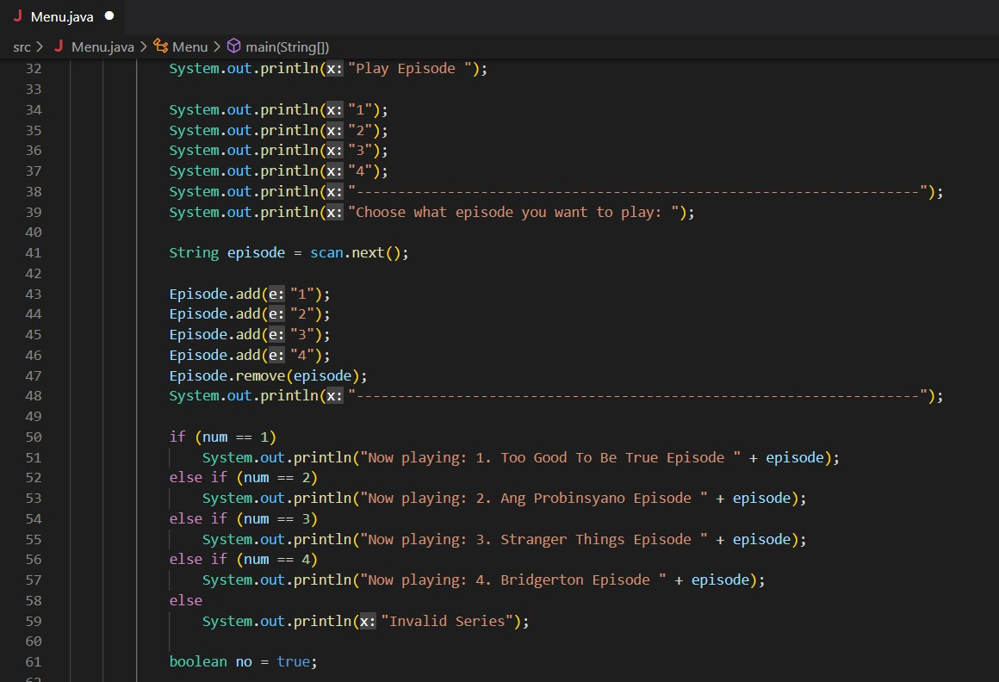 J Menu.java ●
src > J Menu.java > Menu > main(String[])
32 System.out.println(x: "Play Episode ");
33
34 System.out.println(x: "1");
35 System.out.println(x: "2");
36 System.out.println(x: "3");
37 System.out.println(x: "4");
38 System.out.println(x: "--------------------------------------------------------------------");
39 System.out.println(x: "Choose what episode you want to play: ");
40
41 String episode = scan.next();
42
43 Episode.add(e: "1");
44 Episode.add(e: "2");
45 Episode.add(e: "3");
46 Episode.add(e: "4");
47 Episode.remove(episode);
48 System.out.println(x: "--------------------------------------------------------------------");
49
50 if (num == 1)
51 System.out.println("Now playing: 1. Too Good To Be True Episode " + episode);
52 else if (num == 2)
53 System.out.println("Now playing: 2. Ang Probinsyano Episode " + episode);
54 else if (num == 3)
55 System.out.println("Now playing: 3. Stranger Things Episode " + episode);
56 else if (num == 4)
57 System.out.println("Now playing: 4. Bridgerton Episode " + episode);
58 else
59 System.out.println(x: "Invalid Series");
60
61 boolean no = true;
62